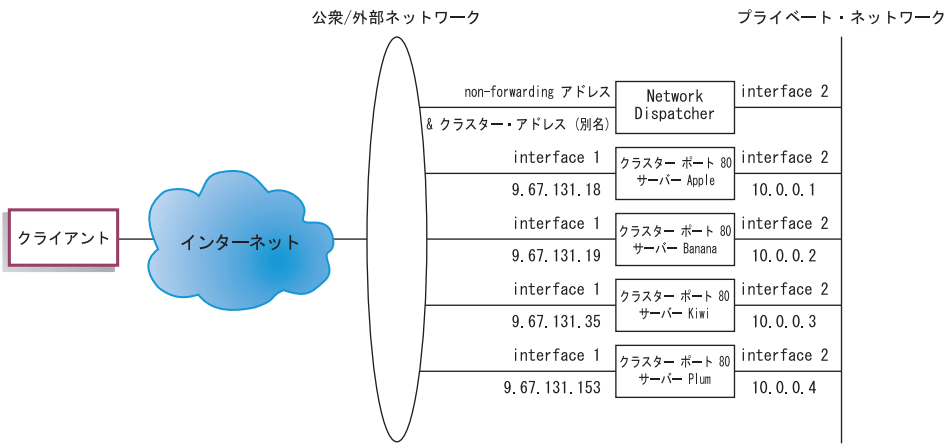 公衆/外部ネットワーク
プライベート・ネットワーク
non-forwarding アドレス
& クラスター・アドレス (別名)
Network
Dispatcher
interface 2
interface 1
9.67.131.18
クラスター ポート 80
サーバー Apple
interface 2
10.0.0.1
クライアント
インターネット
interface 1
9.67.131.19
クラスター ポート 80
サーバー Banana
interface 2
10.0.0.2
interface 1
9.67.131.35
クラスター ポート 80
サーバー Kiwi
interface 2
10.0.0.3
interface 1
9.67.131.153
クラスター ポート 80
サーバー Plum
interface 2
10.0.0.4